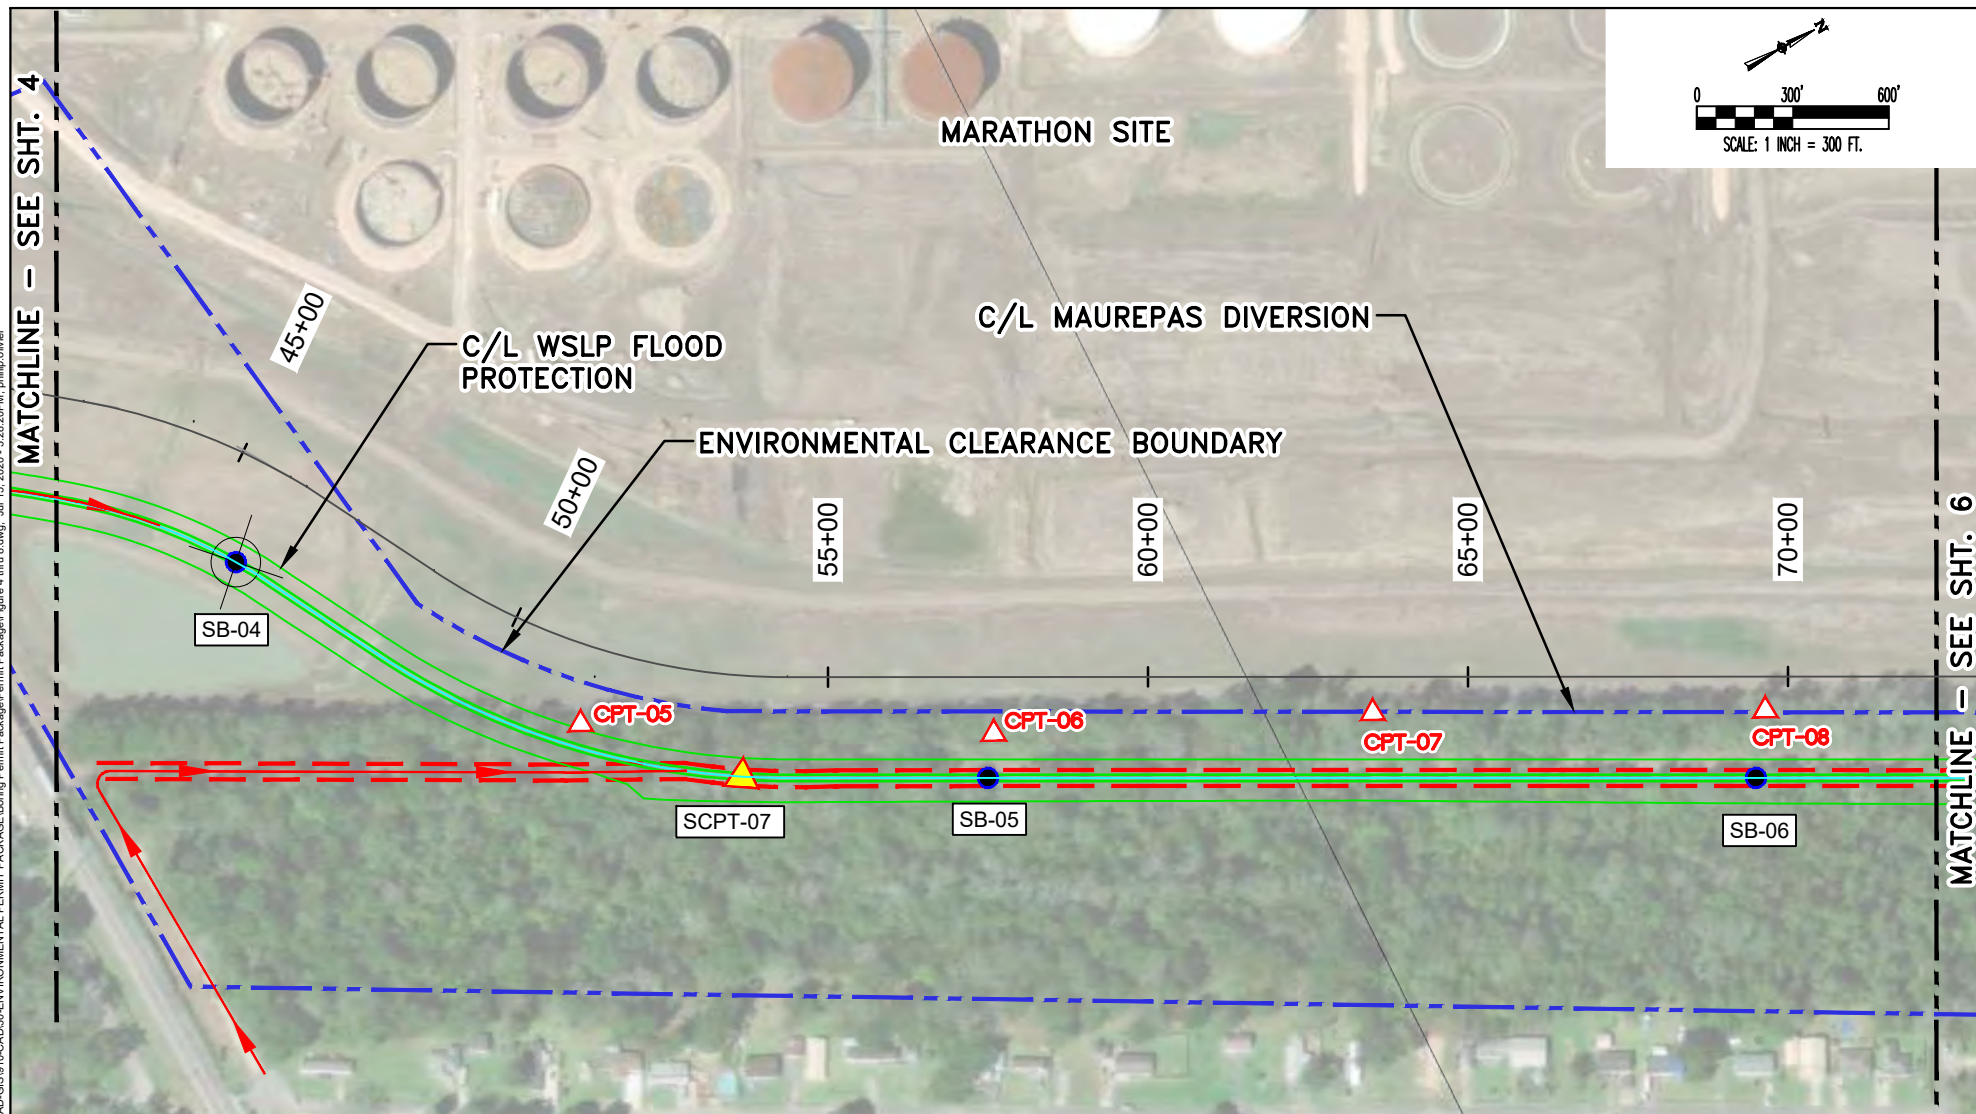 MATCHLINE - SEE SHT. 4
MARATHON SITE
N
0 300' 600'
SCALE: 1 INCH = 300 FT.
45+00
C/L WSLP FLOOD
PROTECTION
C/L MAUREPAS DIVERSION
ENVIRONMENTAL CLEARANCE BOUNDARY
50+00
55+00
60+00
65+00
70+00
SB-04
CPT-05
CPT-06
CPT-07
CPT-08
SCPT-07
SB-05
SB-06
MATCHLINE - SEE SHT. 6